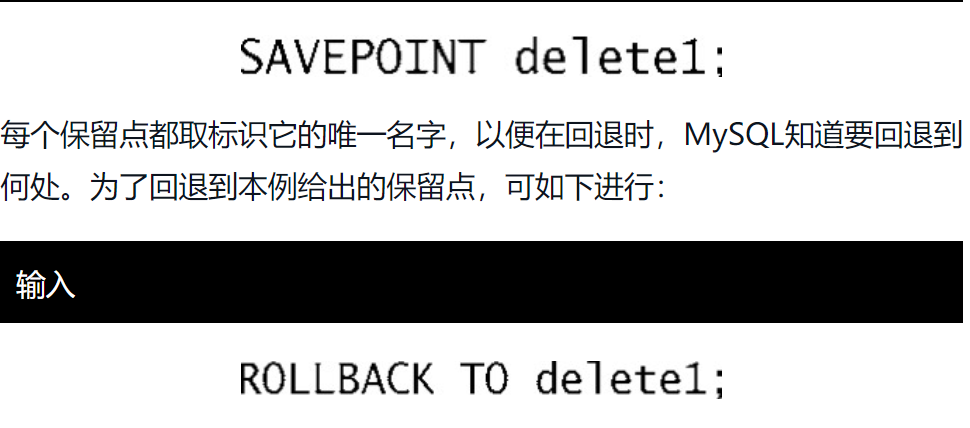 SAVEPOINT delete1;
每个保留点都取标识它的唯一名字，以便在回退时，MySQL知道要回退到
何处。为了回退到本例给出的保留点，可如下进行：
输入
ROLLBACK TO delete1;